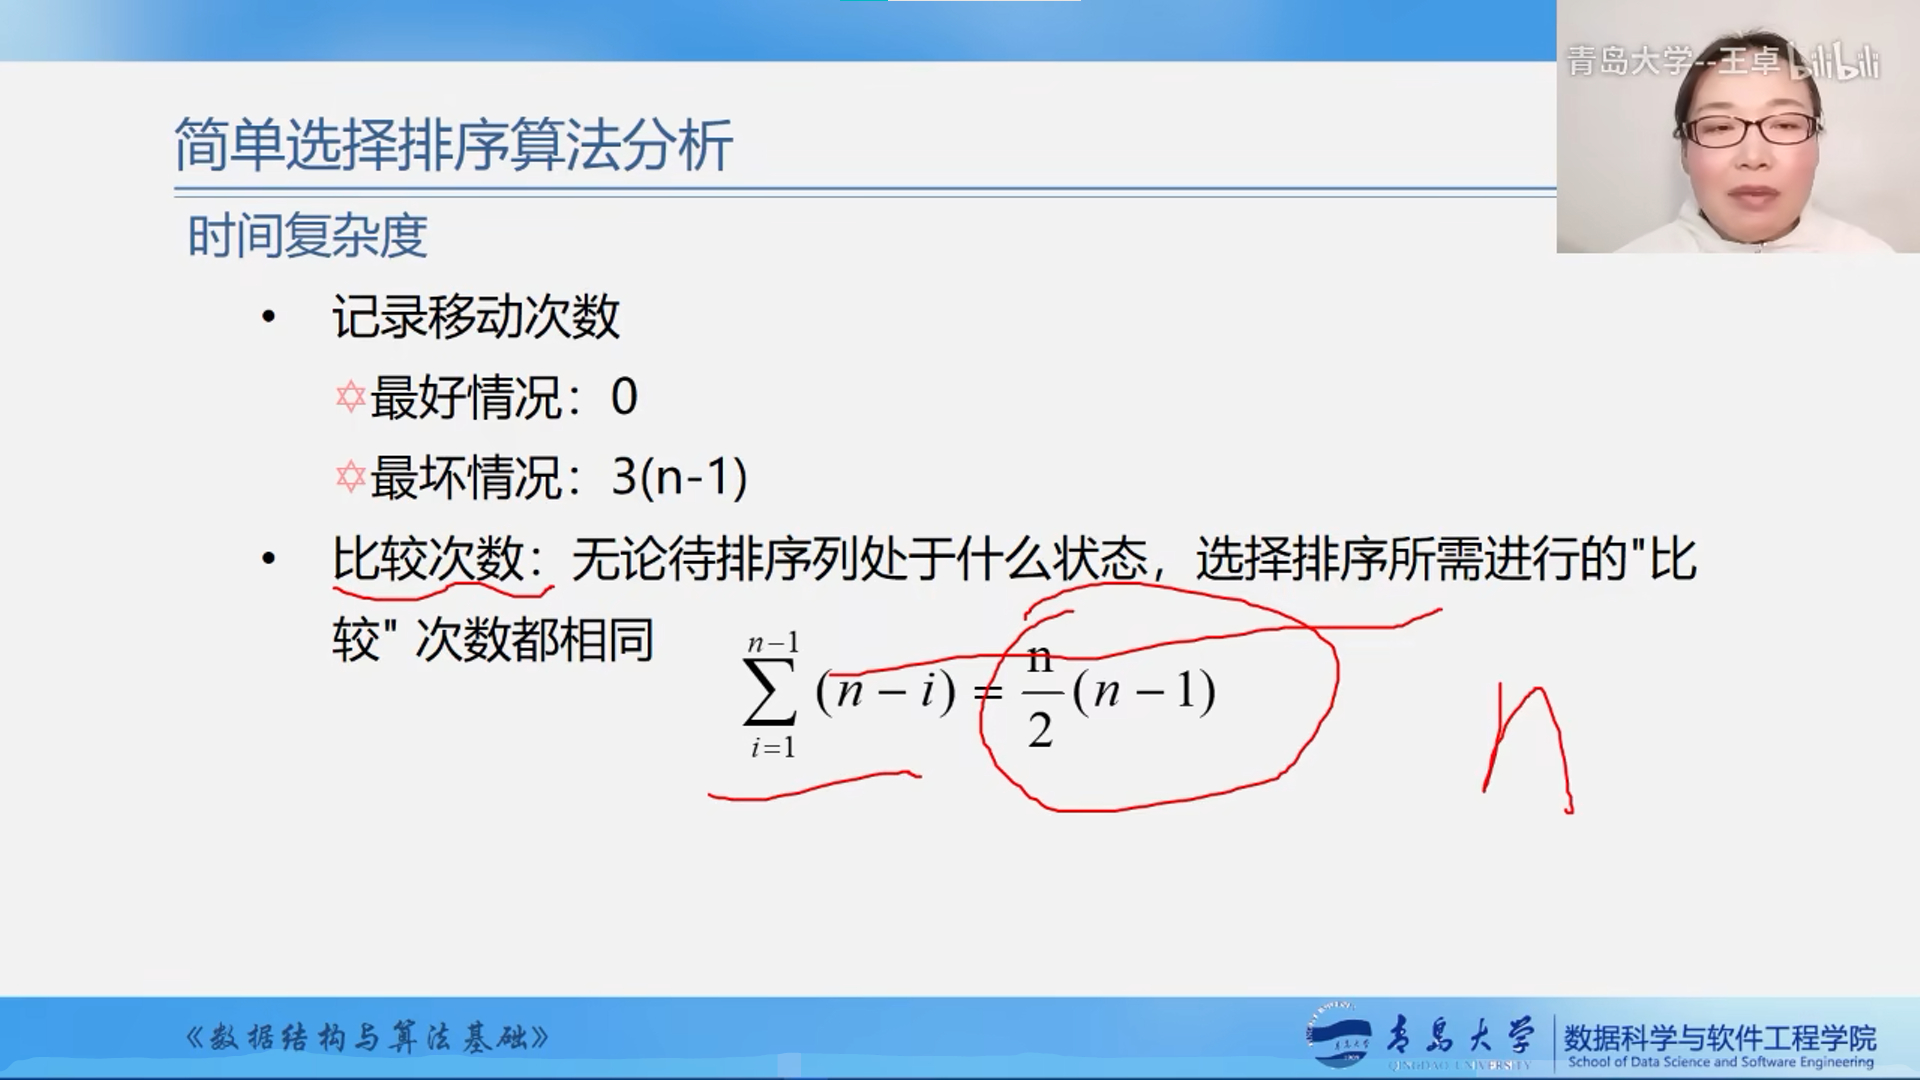 青岛大学--王卓 bilibili
简单选择排序算法分析
时间复杂度
• 记录移动次数
✡最好情况：0
✡最坏情况：3(n-1)
• 比较次数：无论待排序列处于什么状态，选择排序所需进行的"比
较" 次数都相同
n-1
∑ (n - i) = n/2 (n - 1)
i=1
n
《数据结构与算法基础》
青岛大学
QINGDAO UNIVERSITY
数据科学与软件工程学院
School of Data Science and Software Engineering